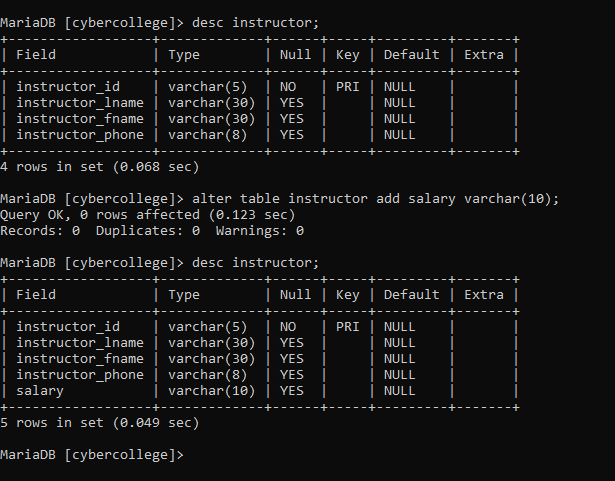 MariaDB [cybercollege]> desc instructor;
+------------------+-------------+------+-----+---------+-------+
| Field            | Type        | Null | Key | Default | Extra |
+------------------+-------------+------+-----+---------+-------+
| instructor_id    | varchar(5)  | NO   | PRI | NULL    |       |
| instructor_lname | varchar(30) | YES  |     | NULL    |       |
| instructor_fname | varchar(30) | YES  |     | NULL    |       |
| instructor_phone | varchar(8)  | YES  |     | NULL    |       |
+------------------+-------------+------+-----+---------+-------+
4 rows in set (0.068 sec)
MariaDB [cybercollege]> alter table instructor add salary varchar(10);
Query OK, 0 rows affected (0.123 sec)
Records: 0  Duplicates: 0  Warnings: 0
MariaDB [cybercollege]> desc instructor;
+------------------+-------------+------+-----+---------+-------+
| Field            | Type        | Null | Key | Default | Extra |
+------------------+-------------+------+-----+---------+-------+
| instructor_id    | varchar(5)  | NO   | PRI | NULL    |       |
| instructor_lname | varchar(30) | YES  |     | NULL    |       |
| instructor_fname | varchar(30) | YES  |     | NULL    |       |
| instructor_phone | varchar(8)  | YES  |     | NULL    |       |
| salary           | varchar(10) | YES  |     | NULL    |       |
+------------------+-------------+------+-----+---------+-------+
5 rows in set (0.049 sec)
MariaDB [cybercollege]>